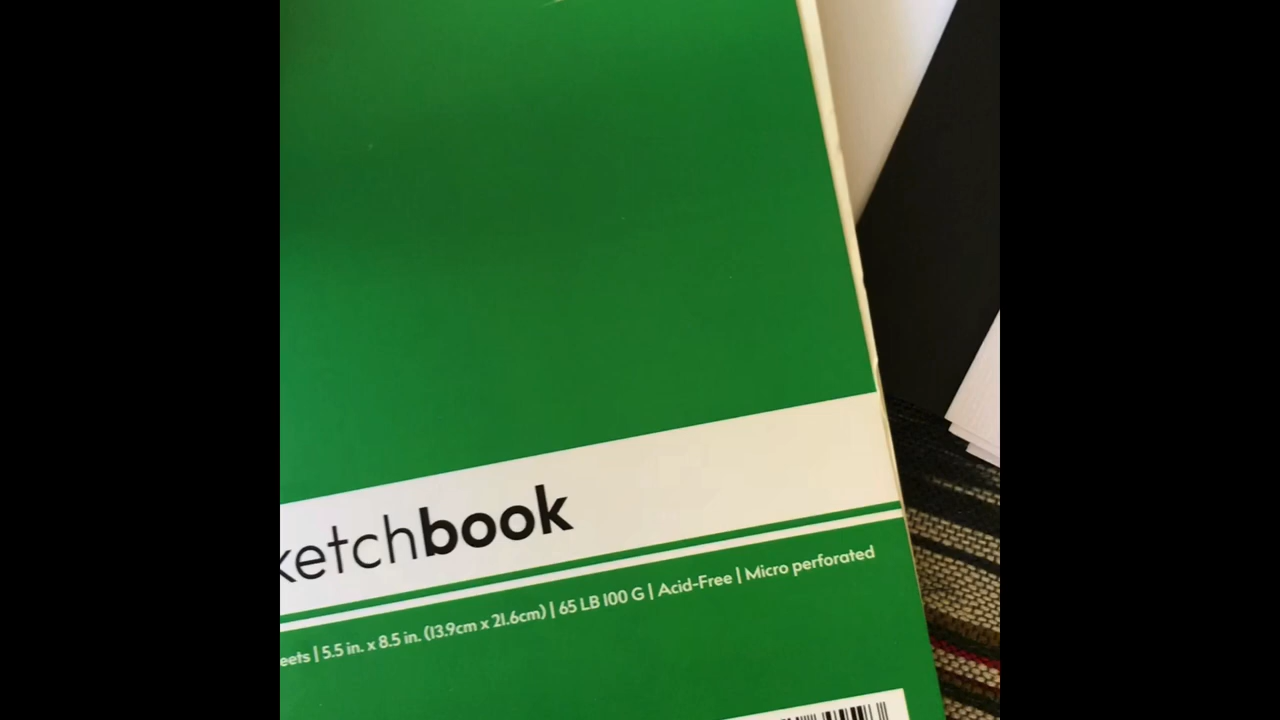 ketchbook
eets | 5.5 in. x 8.5 in. (13.9cm x 21.6cm) | 65 LB 100 G | Acid-Free | Micro perforated